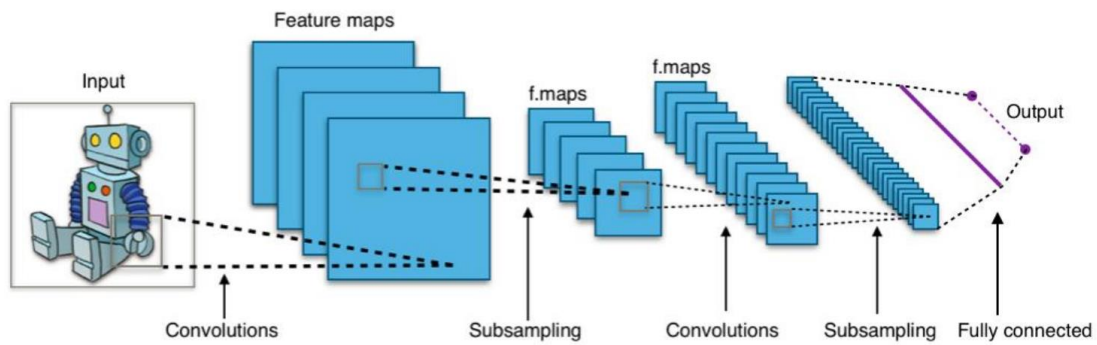 Feature maps
f.maps
Input
f.maps
Output
Convolutions
Subsampling
Convolutions
Subsampling
Fully connected